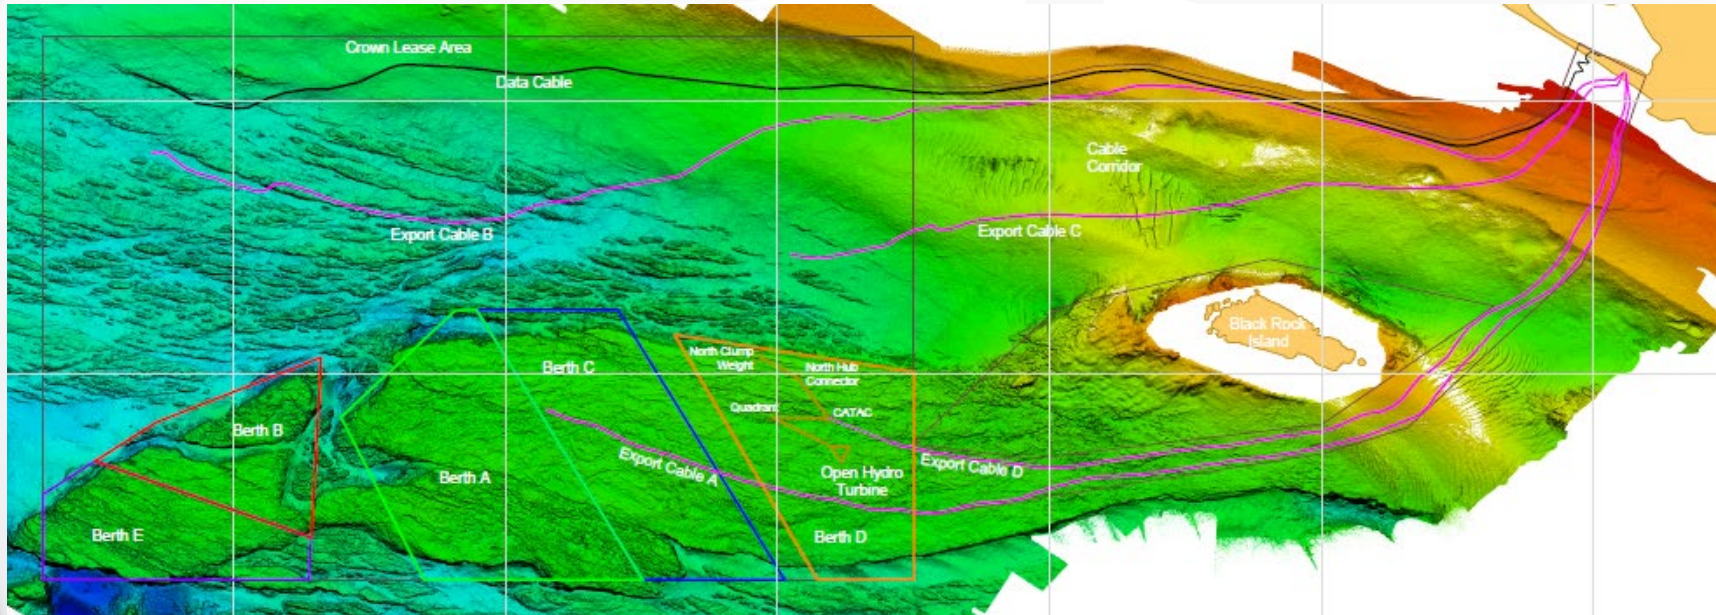 Crown Lease Area
Data Cable
Cable
Corridor
Export Cable B
Export Cable C
Black Rock
Island
North Clump
Weight
North Hub
Connector
Berth C
Quadrant
CATAC
Berth B
Export Cable A
Export Cable D
Berth A
Open Hydro
Turbine
Berth E
Berth D